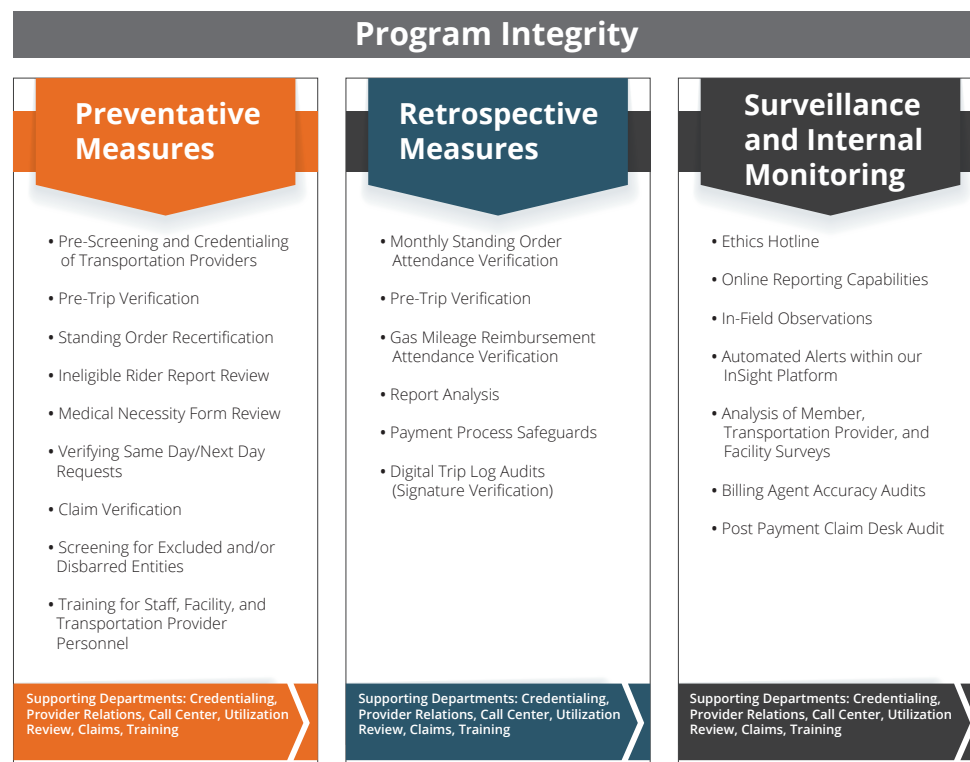 Program Integrity
Preventative
Measures
• Pre-Screening and Credentialing
of Transportation Providers
• Pre-Trip Verification
• Standing Order Recertification
• Ineligible Rider Report Review
• Medical Necessity Form Review
• Verifying Same Day/Next Day
Requests
• Claim Verification
• Screening for Excluded and/or
Disbarred Entities
• Training for Staff, Facility, and
Transportation Provider
Personnel
Supporting Departments: Credentialing,
Provider Relations, Call Center, Utilization
Review, Claims, Training
Retrospective
Measures
• Monthly Standing Order
Attendance Verification
• Pre-Trip Verification
• Gas Mileage Reimbursement
Attendance Verification
• Report Analysis
• Payment Process Safeguards
• Digital Trip Log Audits
(Signature Verification)
Supporting Departments: Credentialing,
Provider Relations, Call Center, Utilization
Review, Claims, Training
Surveillance
and Internal
Monitoring
• Ethics Hotline
• Online Reporting Capabilities
• In-Field Observations
• Automated Alerts within our
InSight Platform
• Analysis of Member,
Transportation Provider, and
Facility Surveys
• Billing Agent Accuracy Audits
• Post Payment Claim Desk Audit
Supporting Departments: Credentialing,
Provider Relations, Call Center, Utilization
Review, Claims, Training